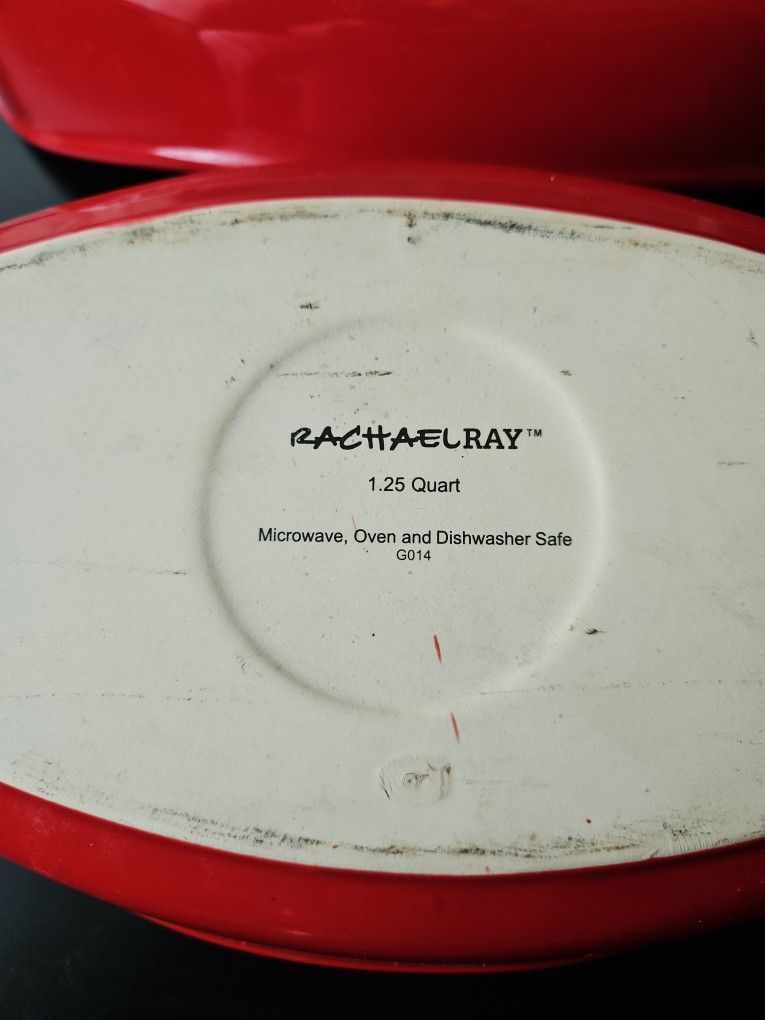 RACHAELRAY™
1.25 Quart
Microwave, Oven and Dishwasher Safe
G014